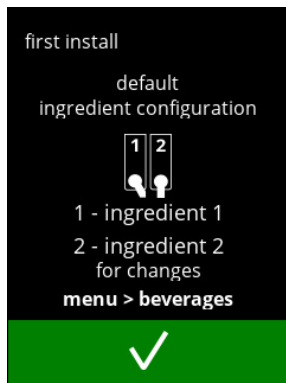 first install
default
ingredient configuration
1 2
1 - ingredient 1
2 - ingredient 2
for changes
menu > beverages